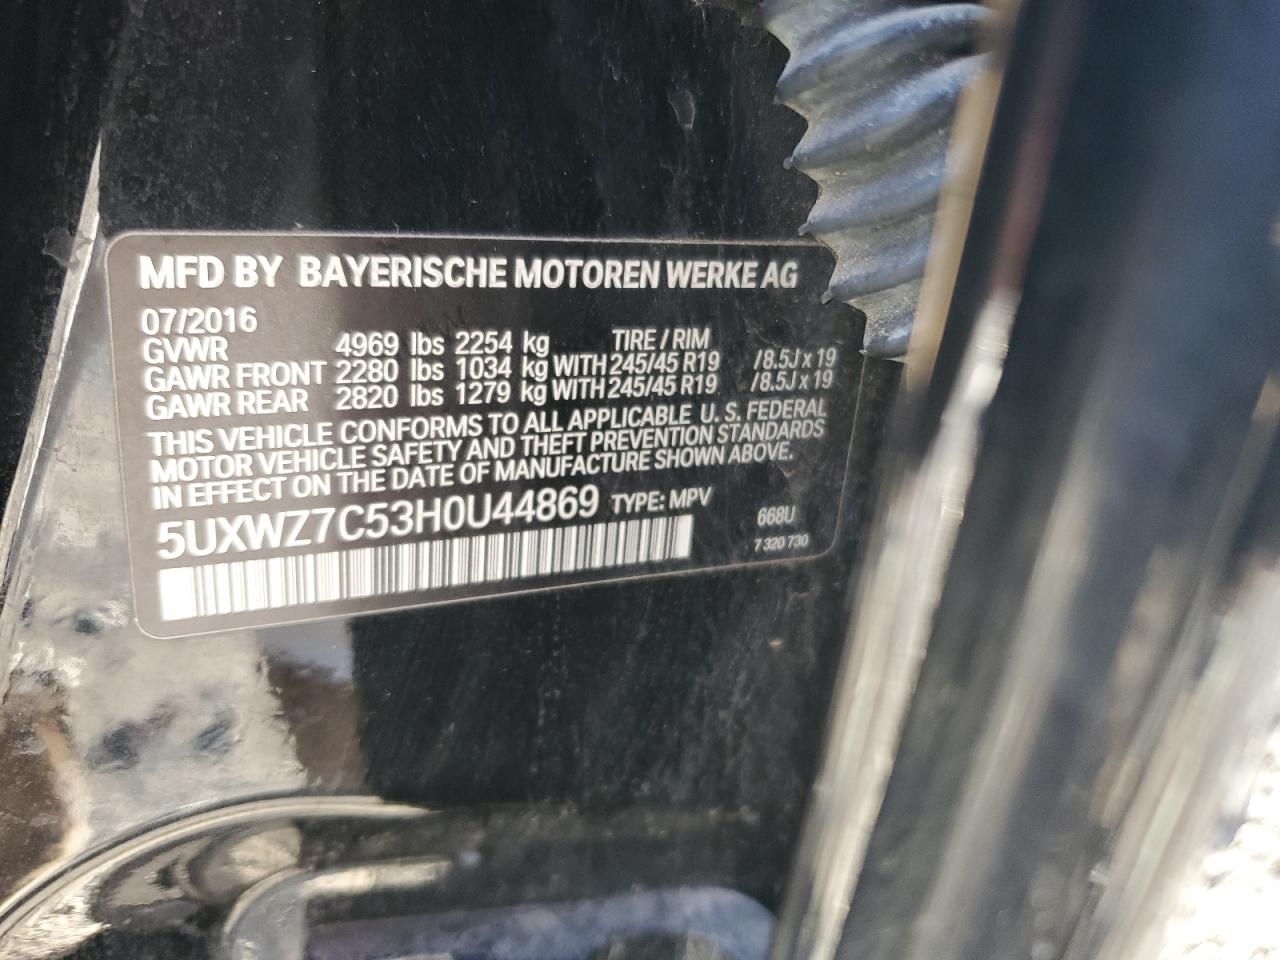 MFD BY BAYERISCHE MOTOREN WERKE AG
07/2016
GVWR 4969 lbs 2254 kg TIRE / RIM
GAWR FRONT 2280 lbs 1034 kg WITH 245/45 R19 /8.5J x 19
GAWR REAR 2820 lbs 1279 kg WITH 245/45 R19 /8.5J x 19
THIS VEHICLE CONFORMS TO ALL APPLICABLE U. S. FEDERAL
MOTOR VEHICLE SAFETY AND THEFT PREVENTION STANDARDS
IN EFFECT ON THE DATE OF MANUFACTURE SHOWN ABOVE.
5UXWZ7C53H0U44869 TYPE: MPV 668U
7 320 730